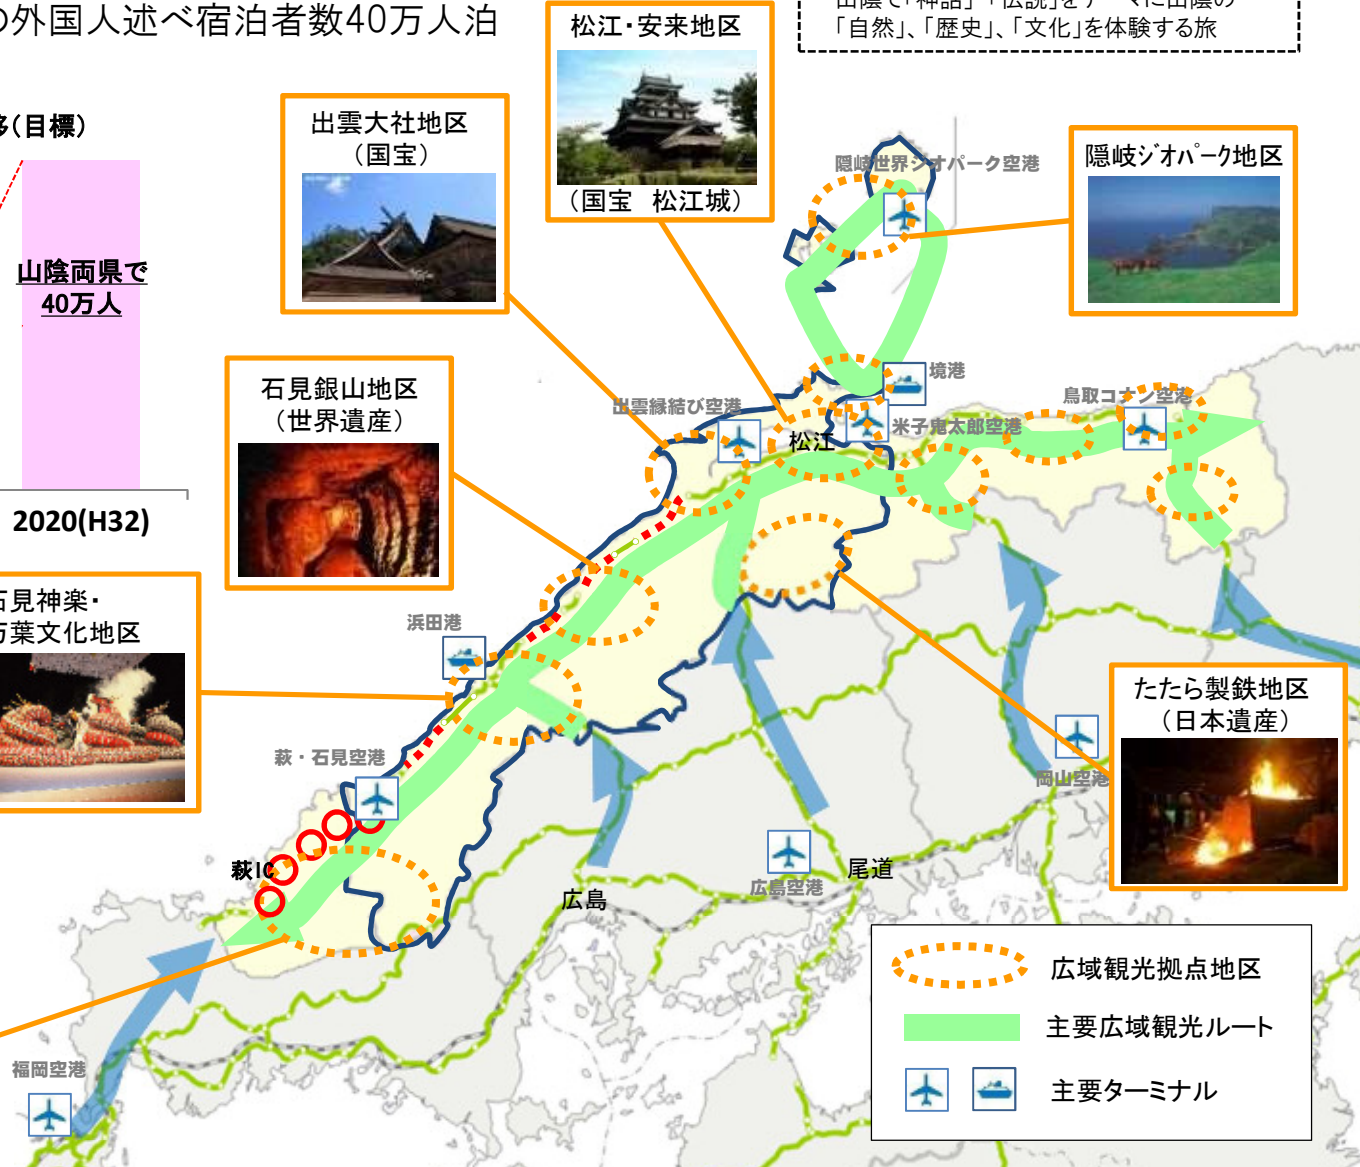 の外国人述べ宿泊者数40万人泊
「自然」、「歴史」、「文化」を体験する旅
松江・安来地区
（国宝　松江城）
出雲大社地区
（国宝）
隠岐ジオパーク地区
隠岐世界ジオパーク空港
(目標)
山陰両県で
40万人
2020(H32)
石見銀山地区
（世界遺産）
出雲縁結び空港
松江
境港
米子鬼太郎空港
鳥取コナン空港
石見神楽・
万葉文化地区
浜田港
萩・石見空港
萩IC
たたら製鉄地区
（日本遺産）
岡山空港
広島空港
尾道
広島
福岡空港
広域観光拠点地区
主要広域観光ルート
主要ターミナル